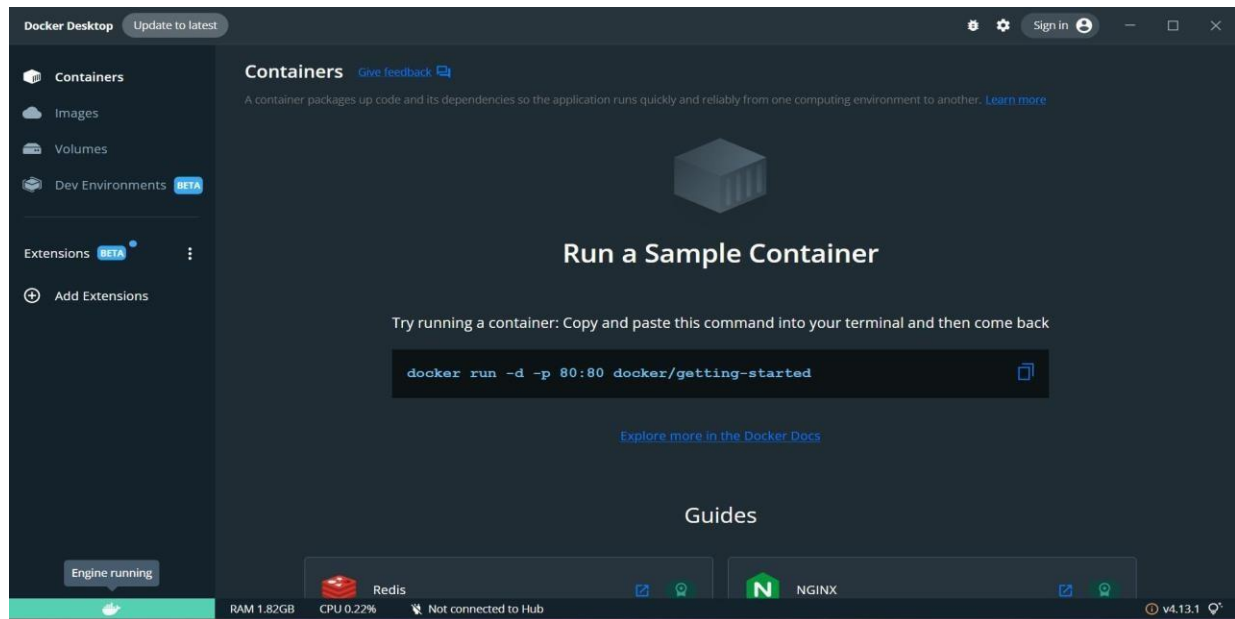 Docker Desktop Update to latest Sign in
Containers
Images
Volumes
Dev Environments BETA
Extensions BETA
Add Extensions
Containers Give feedback
A container packages up code and its dependencies so the application runs quickly and reliably from one computing environment to another. Learn more
Run a Sample Container
Try running a container: Copy and paste this command into your terminal and then come back
docker run -d -p 80:80 docker/getting-started
Explore more in the Docker Docs
Guides
Redis
N NGINX
Engine running
RAM 1.82GB CPU 0.22% Not connected to Hub v4.13.1